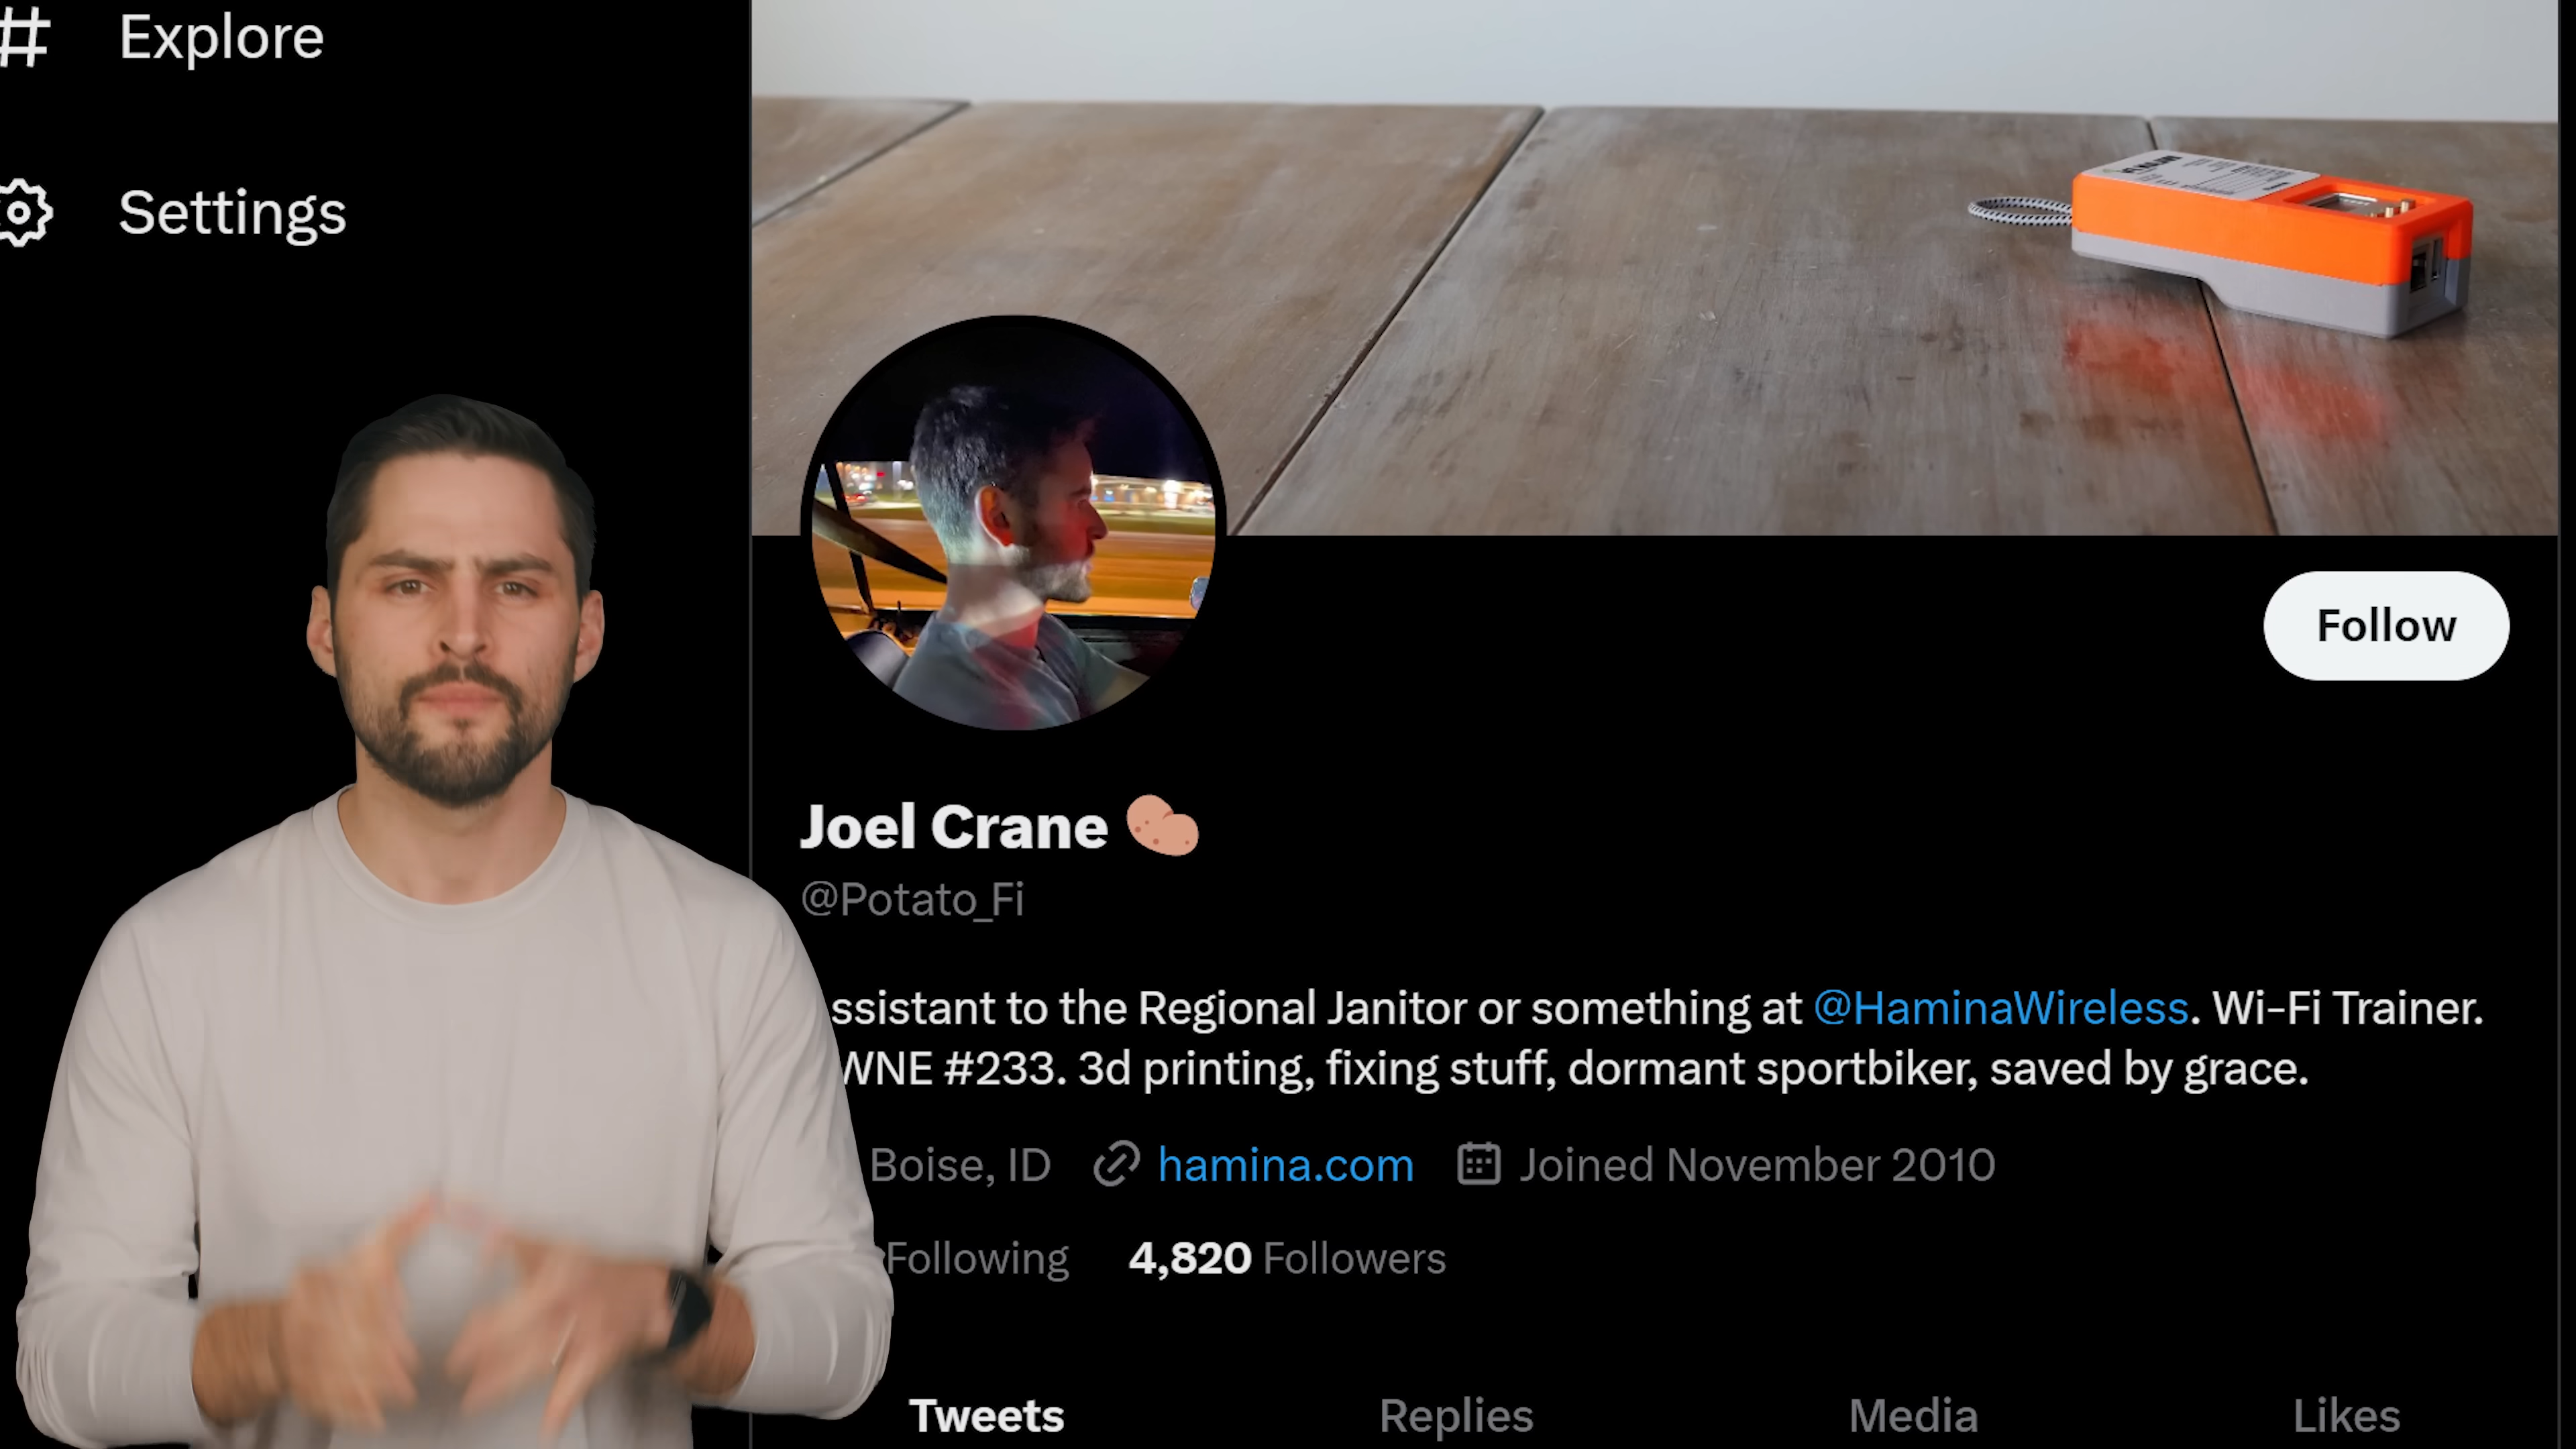 Explore
Settings
Follow
Joel Crane
@Potato_Fi
ssistant to the Regional Janitor or something at @HaminaWireless. Wi-Fi Trainer.
WNE #233. 3d printing, fixing stuff, dormant sportbiker, saved by grace.
Boise, ID hamina.com Joined November 2010
Following 4,820 Followers
Tweets Replies Media Likes